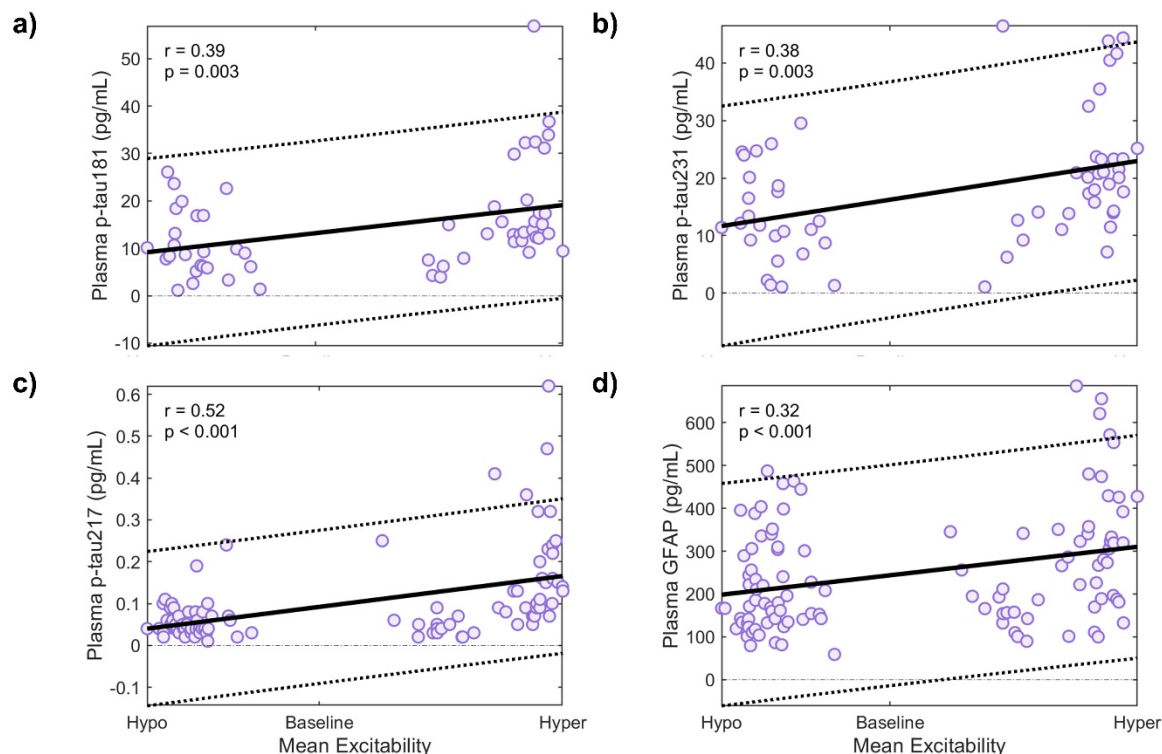 a)
r = 0.39
p = 0.003
Plasma p-tau181 (pg/mL)
50
40
30
20
10
0
-10
b)
r = 0.38
p = 0.003
Plasma p-tau231 (pg/mL)
40
30
20
10
0
c)
r = 0.52
p < 0.001
Plasma p-tau217 (pg/mL)
0.6
0.5
0.4
0.3
0.2
0.1
0
-0.1
Hypo Baseline Hyper
Mean Excitability
d)
r = 0.32
p < 0.001
Plasma GFAP (pg/mL)
600
500
400
300
200
100
0
Hypo Baseline Hyper
Mean Excitability